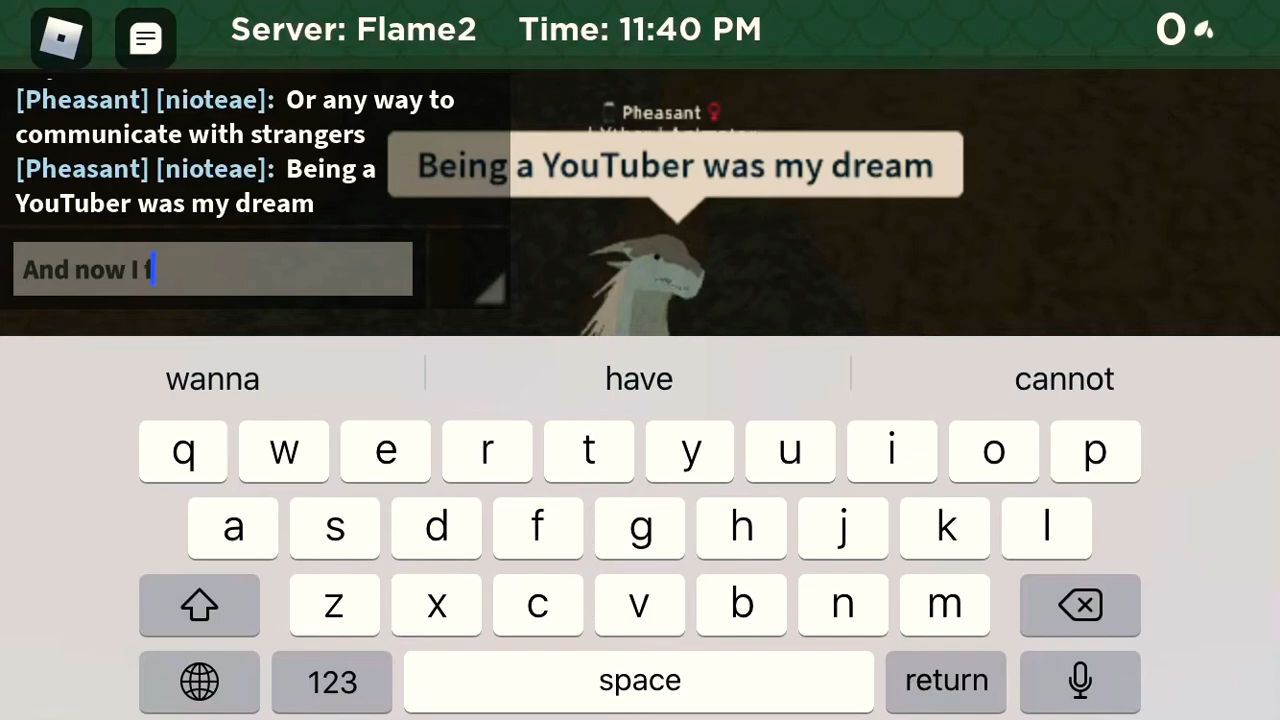 Server: Flame2 Time: 11:40 PM 0
[Pheasant] [nioteae]: Or any way to
communicate with strangers
[Pheasant] [nioteae]: Being a
YouTuber was my dream
Pheasant
Being a YouTuber was my dream
And now I f
wanna have cannot
q w e r t y u i o p
a s d f g h j k l
z x c v b n m
123 space return